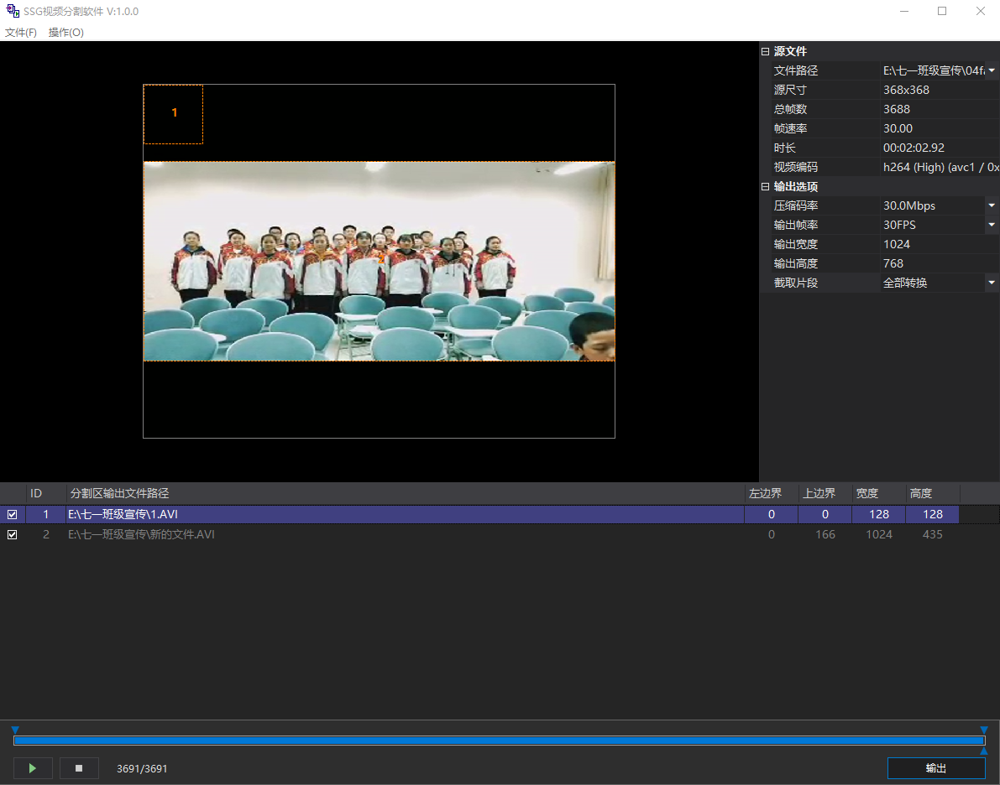 SSG视频分割软件 V:1.0.0
文件(F) 操作(O)
源文件
文件路径 E:\七一班级宣传\04fa
源尺寸 368x368
总帧数 3688
帧速率 30.00
时长 00:02:02.92
视频编码 h264 (High) (avc1 / 0x
输出选项
压缩码率 30.0Mbps
输出帧率 30FPS
输出宽度 1024
输出高度 768
截取片段 全部转换
1
2
ID 分割区输出文件路径 左边界 上边界 宽度 高度
1 E:\七一班级宣传\1.AVI 0 0 128 128
2 E:\七一班级宣传\新的文件.AVI 0 166 1024 435
3691/3691 输出